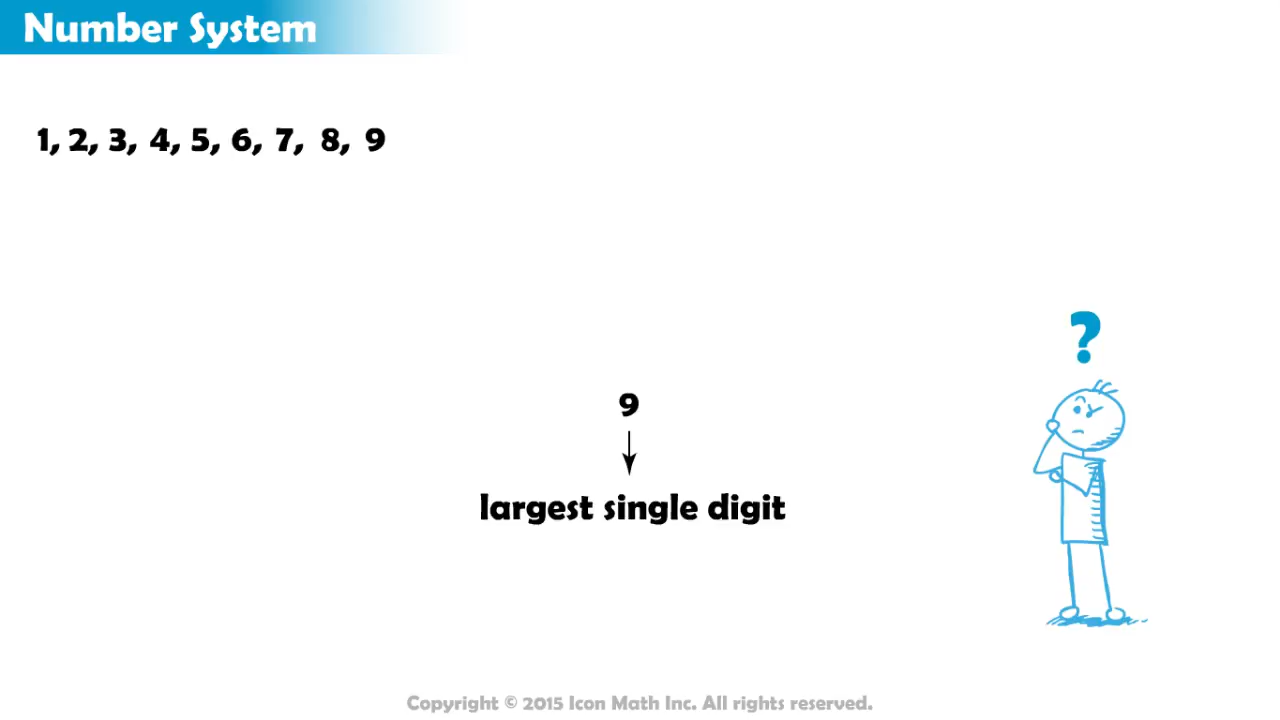 Number System
1, 2, 3, 4, 5, 6, 7, 8, 9
?
9
largest single digit
Copyright © 2015 Icon Math Inc. All rights reserved.